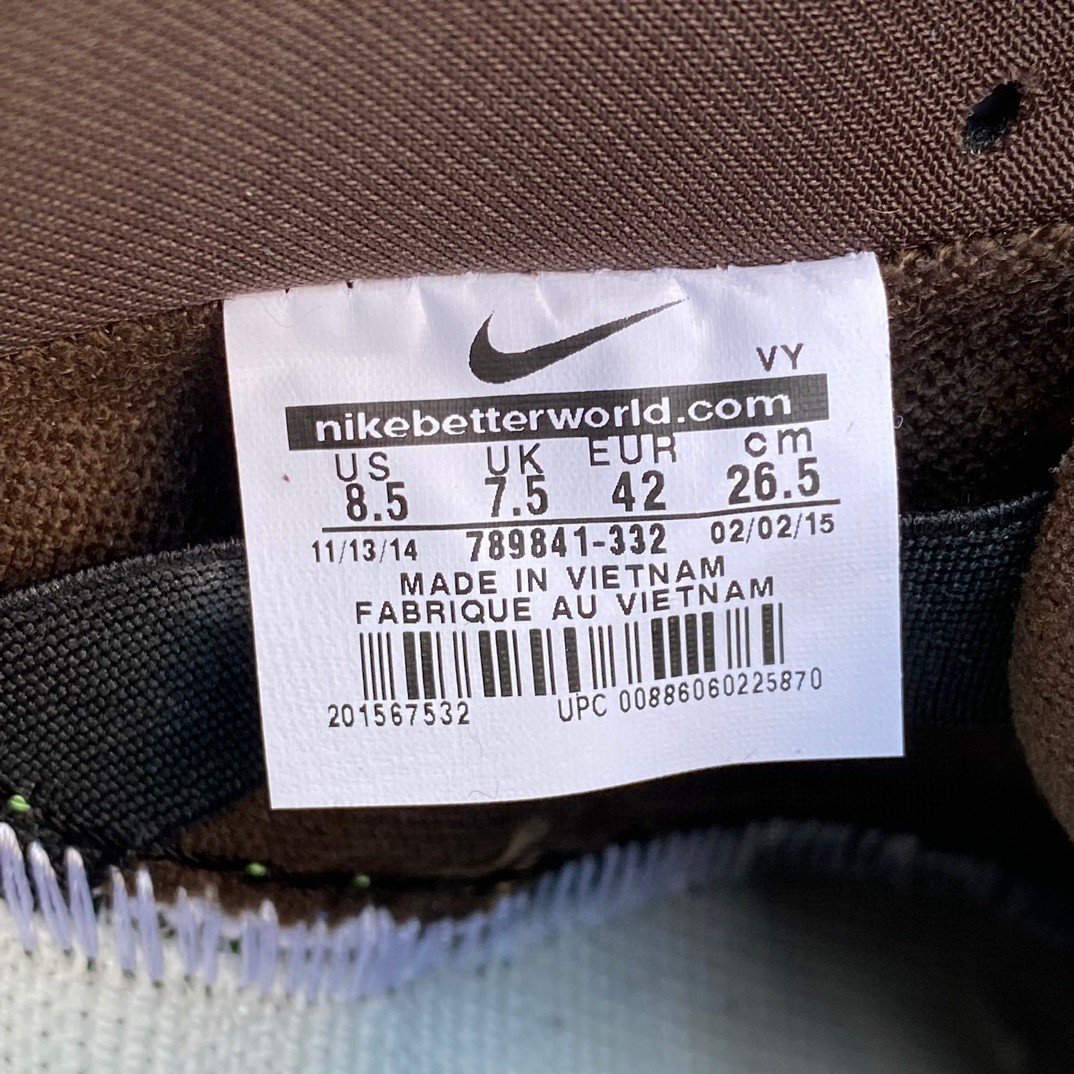 VY
nikebetterworld.com
US UK EUR cm
8.5 7.5 42 26.5
11/13/14 789841-332 02/02/15
MADE IN VIETNAM
FABRIQUE AU VIETNAM
201567532 UPC 00886060225870